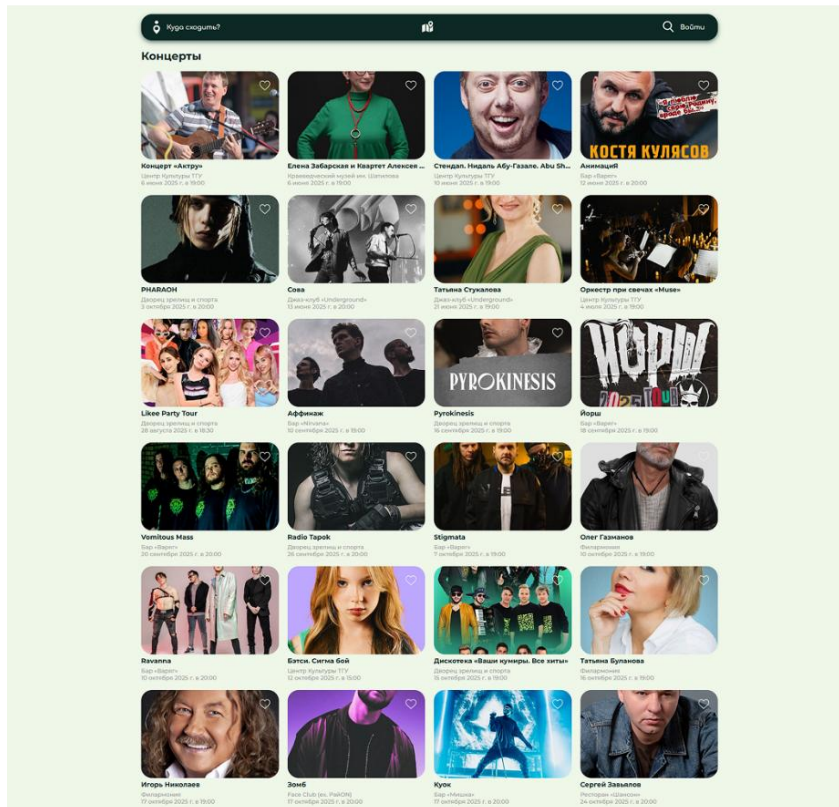 Куда сходить?
Войти
Концерты
«Я люблю свою Родину, вроде бы...»
КОСТЯ КУЛЯСОВ
Концерт «Актру»
Центр Культуры ТГУ
6 июня 2025 г. в 19:00
Елена Забарская и Квартет Алексея ...
Краеведческий музей им. Шатилова
6 июня 2025 г. в 19:00
Стендап. Нидаль Абу-Газале. Abu Sh...
Центр Культуры ТГУ
10 июня 2025 г. в 19:00
АнимациЯ
Бар «Варяг»
12 июня 2025 г. в 20:00
PHARAOH
Дворец зрелищ и спорта
3 октября 2025 г. в 20:00
Сова
Джаз-клуб «Underground»
13 июня 2025 г. в 20:00
Татьяна Стукалова
Джаз-клуб «Underground»
21 июня 2025 г. в 19:00
Оркестр при свечах «Muse»
Центр Культуры ТГУ
4 июля 2025 г. в 19:00
PYROKINESIS
ЙОРШ
2025 TOUR
Likee Party Tour
Дворец зрелищ и спорта
28 августа 2025 г. в 18:30
Аффинаж
Бар «Nirvana»
10 сентября 2025 г. в 19:00
Pyrokinesis
Дворец зрелищ и спорта
16 сентября 2025 г. в 19:00
Йорш
Бар «Варяг»
18 сентября 2025 г. в 19:00
Vomitous Mass
Бар «Варяг»
20 сентября 2025 г. в 20:00
Radio Tapok
Дворец зрелищ и спорта
26 сентября 2025 г. в 20:00
Stigmata
Бар «Варяг»
7 октября 2025 г. в 19:00
Олег Газманов
Филармония
10 октября 2025 г. в 19:00
Ravanna
Бар «Варяг»
10 октября 2025 г. в 20:00
Бэтси. Сигма бой
Центр Культуры ТГУ
12 октября 2025 г. в 15:00
Дискотека «Ваши кумиры. Все хиты»
Дворец зрелищ и спорта
15 октября 2025 г. в 19:00
Татьяна Буланова
Филармония
16 октября 2025 г. в 19:00
Игорь Николаев
Филармония
17 октября 2025 г. в 19:00
Зомб
Face Club (ex. РаЙON)
17 октября 2025 г. в 20:00
Куок
Бар «Мишка»
17 октября 2025 г. в 20:00
Сергей Завьялов
Ресторан «Шансон»
24 октября 2025 г. в 20:00